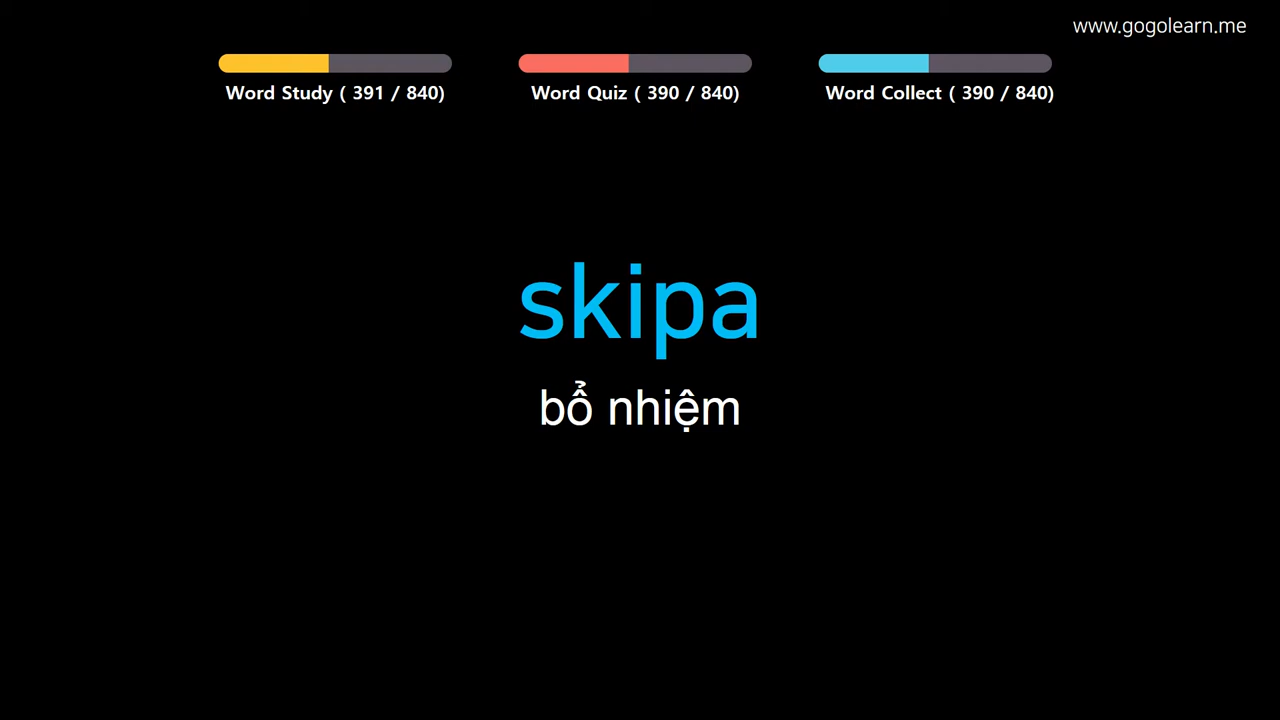 www.gogolearn.me
Word Study ( 391 / 840)
Word Quiz ( 390 / 840)
Word Collect ( 390 / 840)
skipa
bổ nhiệm